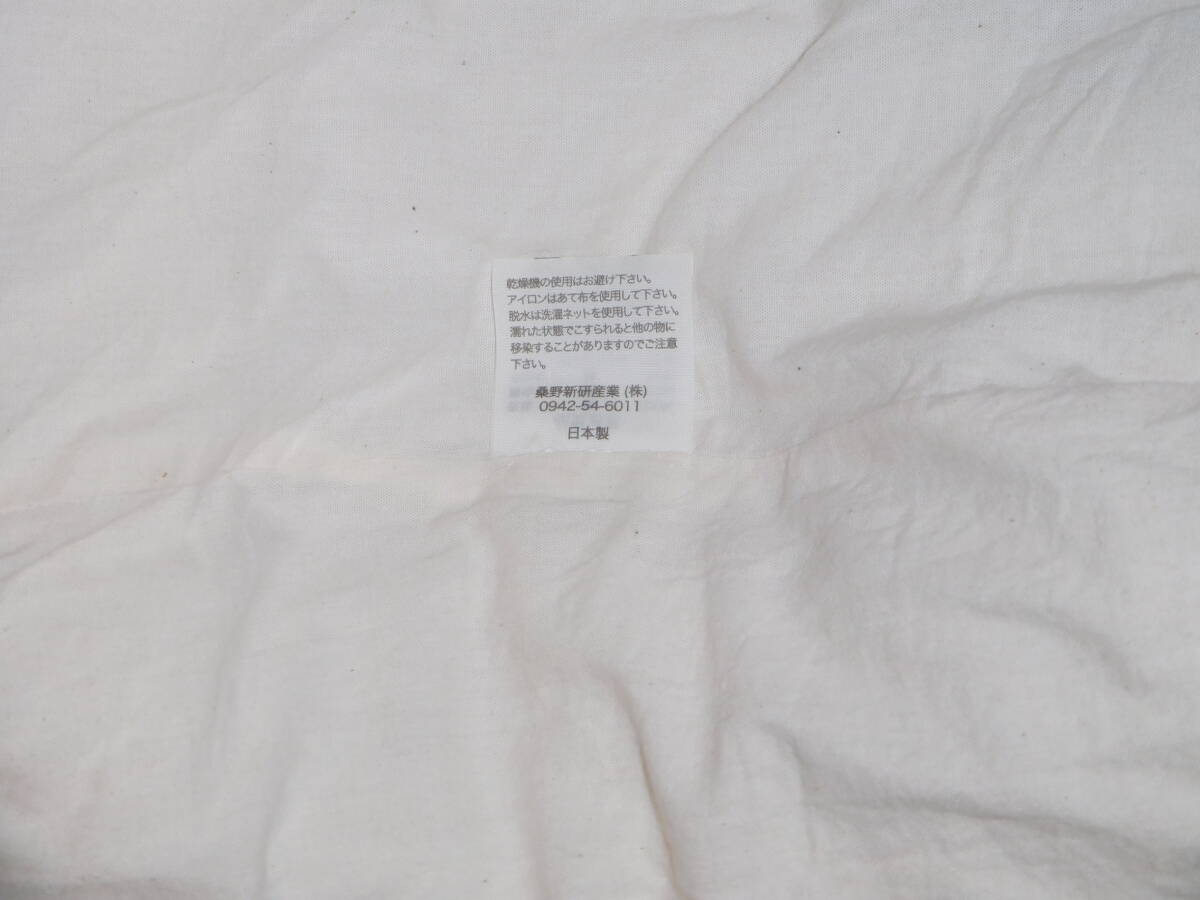 乾燥機の使用はお避け下さい。
アイロンはあて布を使用して下さい。
脱水は洗濯ネットを使用して下さい。
濡れた状態でこすられると他の物に
移染することがありますのでご注意
下さい。
桑野新研産業(株)
0942-54-6011
日本製